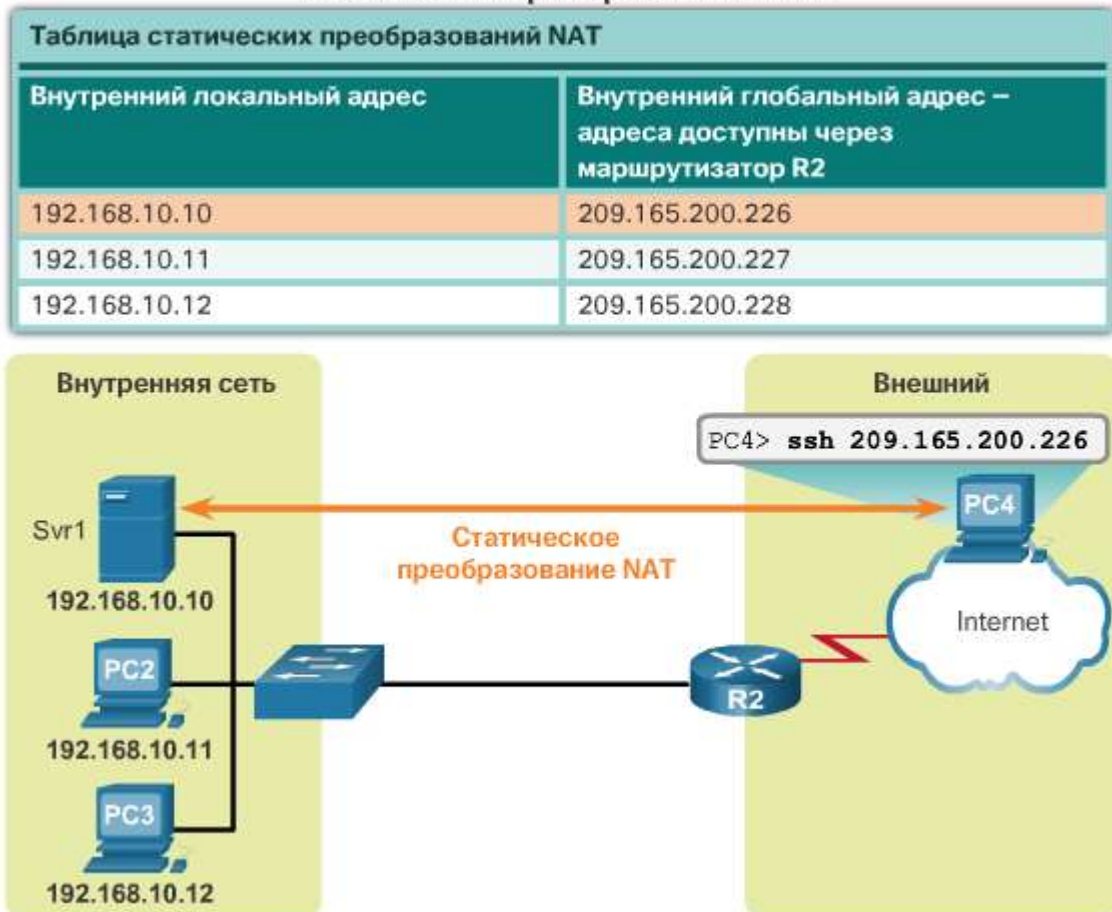 Таблица статических преобразований NAT
Внутренний локальный адрес
Внутренний глобальный адрес –
адреса доступны через
маршрутизатор R2
192.168.10.10
209.165.200.226
192.168.10.11
209.165.200.227
192.168.10.12
209.165.200.228
Внутренняя сеть
Внешний
PC4> ssh 209.165.200.226
Svr1
PC4
Статическое
преобразование NAT
192.168.10.10
Internet
PC2
R2
192.168.10.11
PC3
192.168.10.12